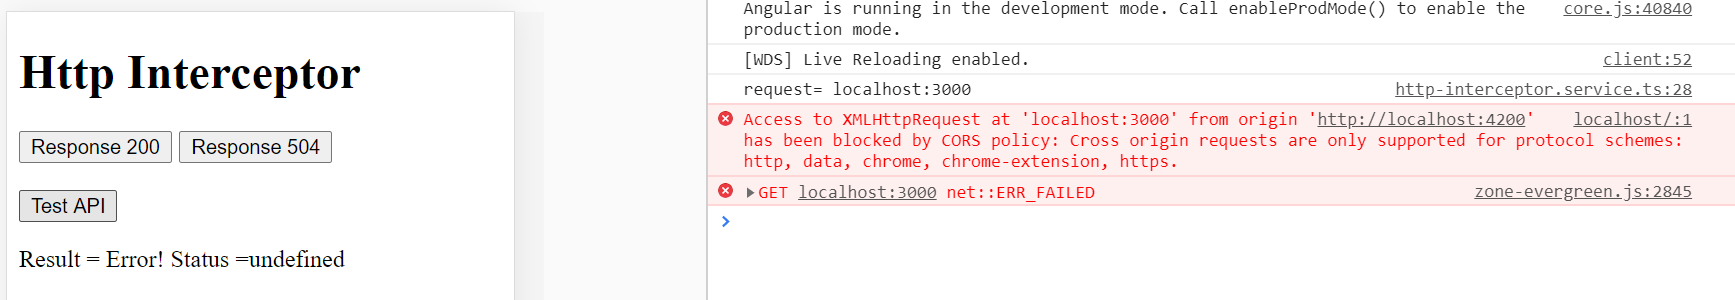 Http Interceptor
Response 200 Response 504
Test API
Result = Error! Status =undefined
Angular is running in the development mode. Call enableProdMode() to enable the core.js:40840
production mode.
[WDS] Live Reloading enabled. client:52
request= localhost:3000 http-interceptor.service.ts:28
Access to XMLHttpRequest at 'localhost:3000' from origin 'http://localhost:4200' localhost/:1
has been blocked by CORS policy: Cross origin requests are only supported for protocol schemes:
http, data, chrome, chrome-extension, https.
GET localhost:3000 net::ERR_FAILED zone-evergreen.js:2845